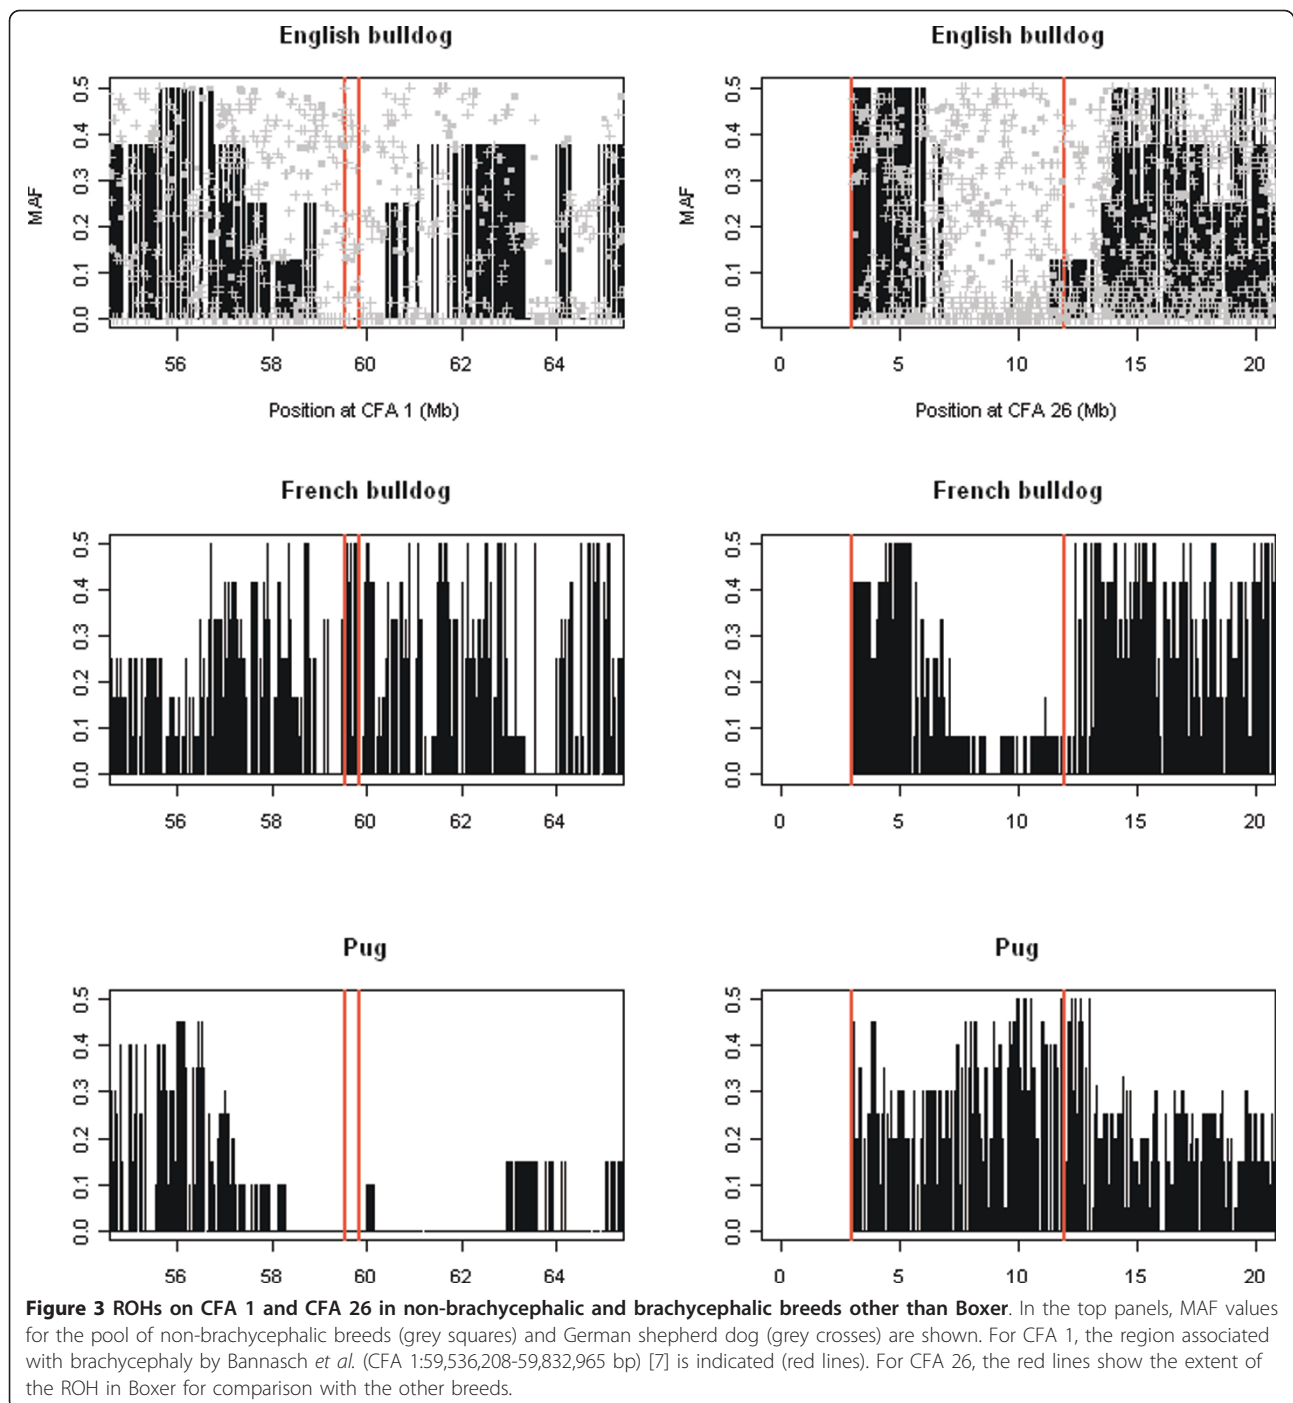 English bulldog
English bulldog
MAF
0.0 0.1 0.2 0.3 0.4 0.5
56 58 60 62 64
Position at CFA 1 (Mb)
MAF
0.0 0.1 0.2 0.3 0.4 0.5
0 5 10 15 20
Position at CFA 26 (Mb)
French bulldog
French bulldog
0.0 0.1 0.2 0.3 0.4 0.5
56 58 60 62 64
0.0 0.1 0.2 0.3 0.4 0.5
0 5 10 15 20
Pug
Pug
0.0 0.1 0.2 0.3 0.4 0.5
56 58 60 62 64
0.0 0.1 0.2 0.3 0.4 0.5
0 5 10 15 20
Figure 3 ROHs on CFA 1 and CFA 26 in non-brachycephalic and brachycephalic breeds other than Boxer. In the top panels, MAF values
for the pool of non-brachycephalic breeds (grey squares) and German shepherd dog (grey crosses) are shown. For CFA 1, the region associated
with brachycephaly by Bannasch et al. (CFA 1:59,536,208-59,832,965 bp) [7] is indicated (red lines). For CFA 26, the red lines show the extent of
the ROH in Boxer for comparison with the other breeds.